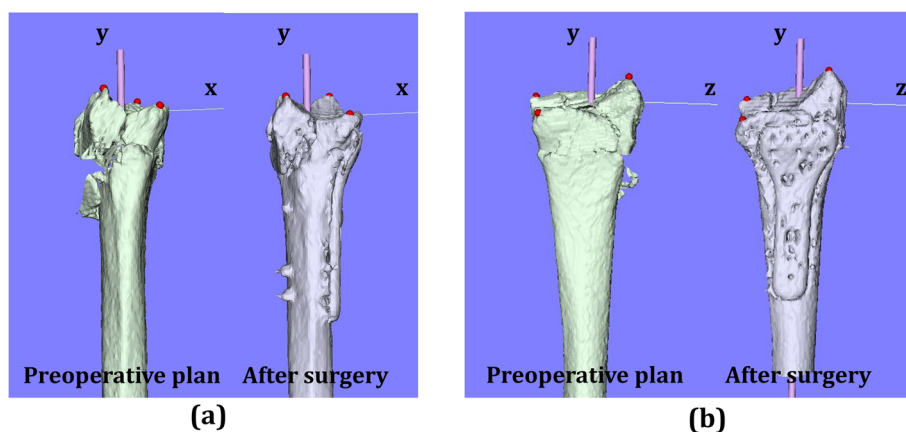 y
y
x
x
Preoperative plan
After surgery
(a)
y
y
z
z
Preoperative plan
After surgery
(b)